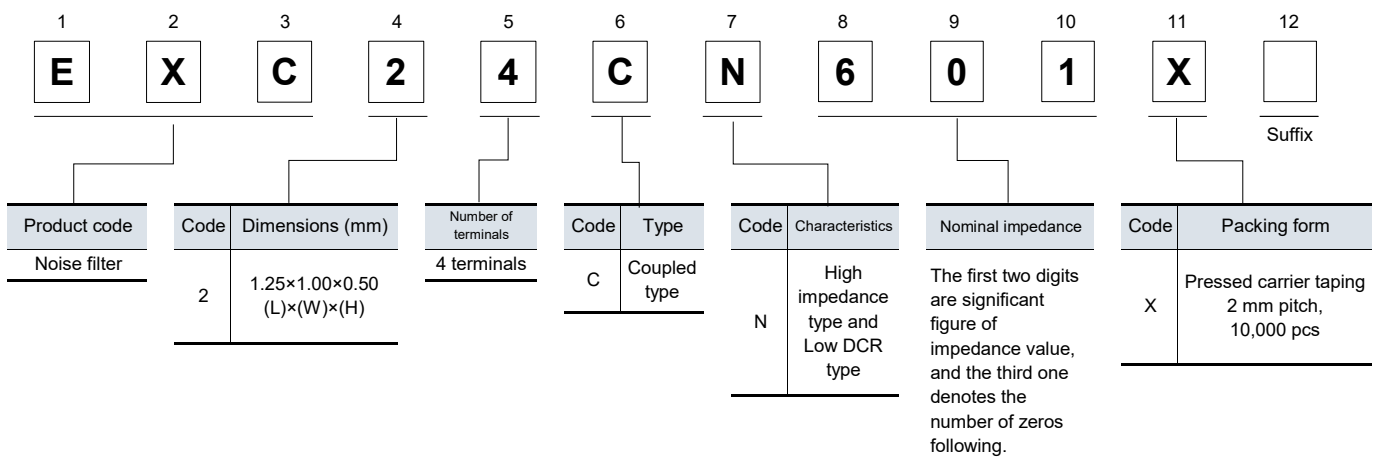 1 2 3 4 5 6 7 8 9 10 11 12
E X C 2 4 C N 6 0 1 X
Suffix
Product code
Noise filter
Code Dimensions (mm)
2 1.25×1.00×0.50
(L)×(W)×(H)
Number of
terminals
4 terminals
Code Type
C Coupled
type
Code Characteristics
N High
impedance
type and
Low DCR
type
Nominal impedance
The first two digits
are significant
figure of
impedance value,
and the third one
denotes the
number of zeros
following.
Code Packing form
X Pressed carrier taping
2 mm pitch,
10,000 pcs